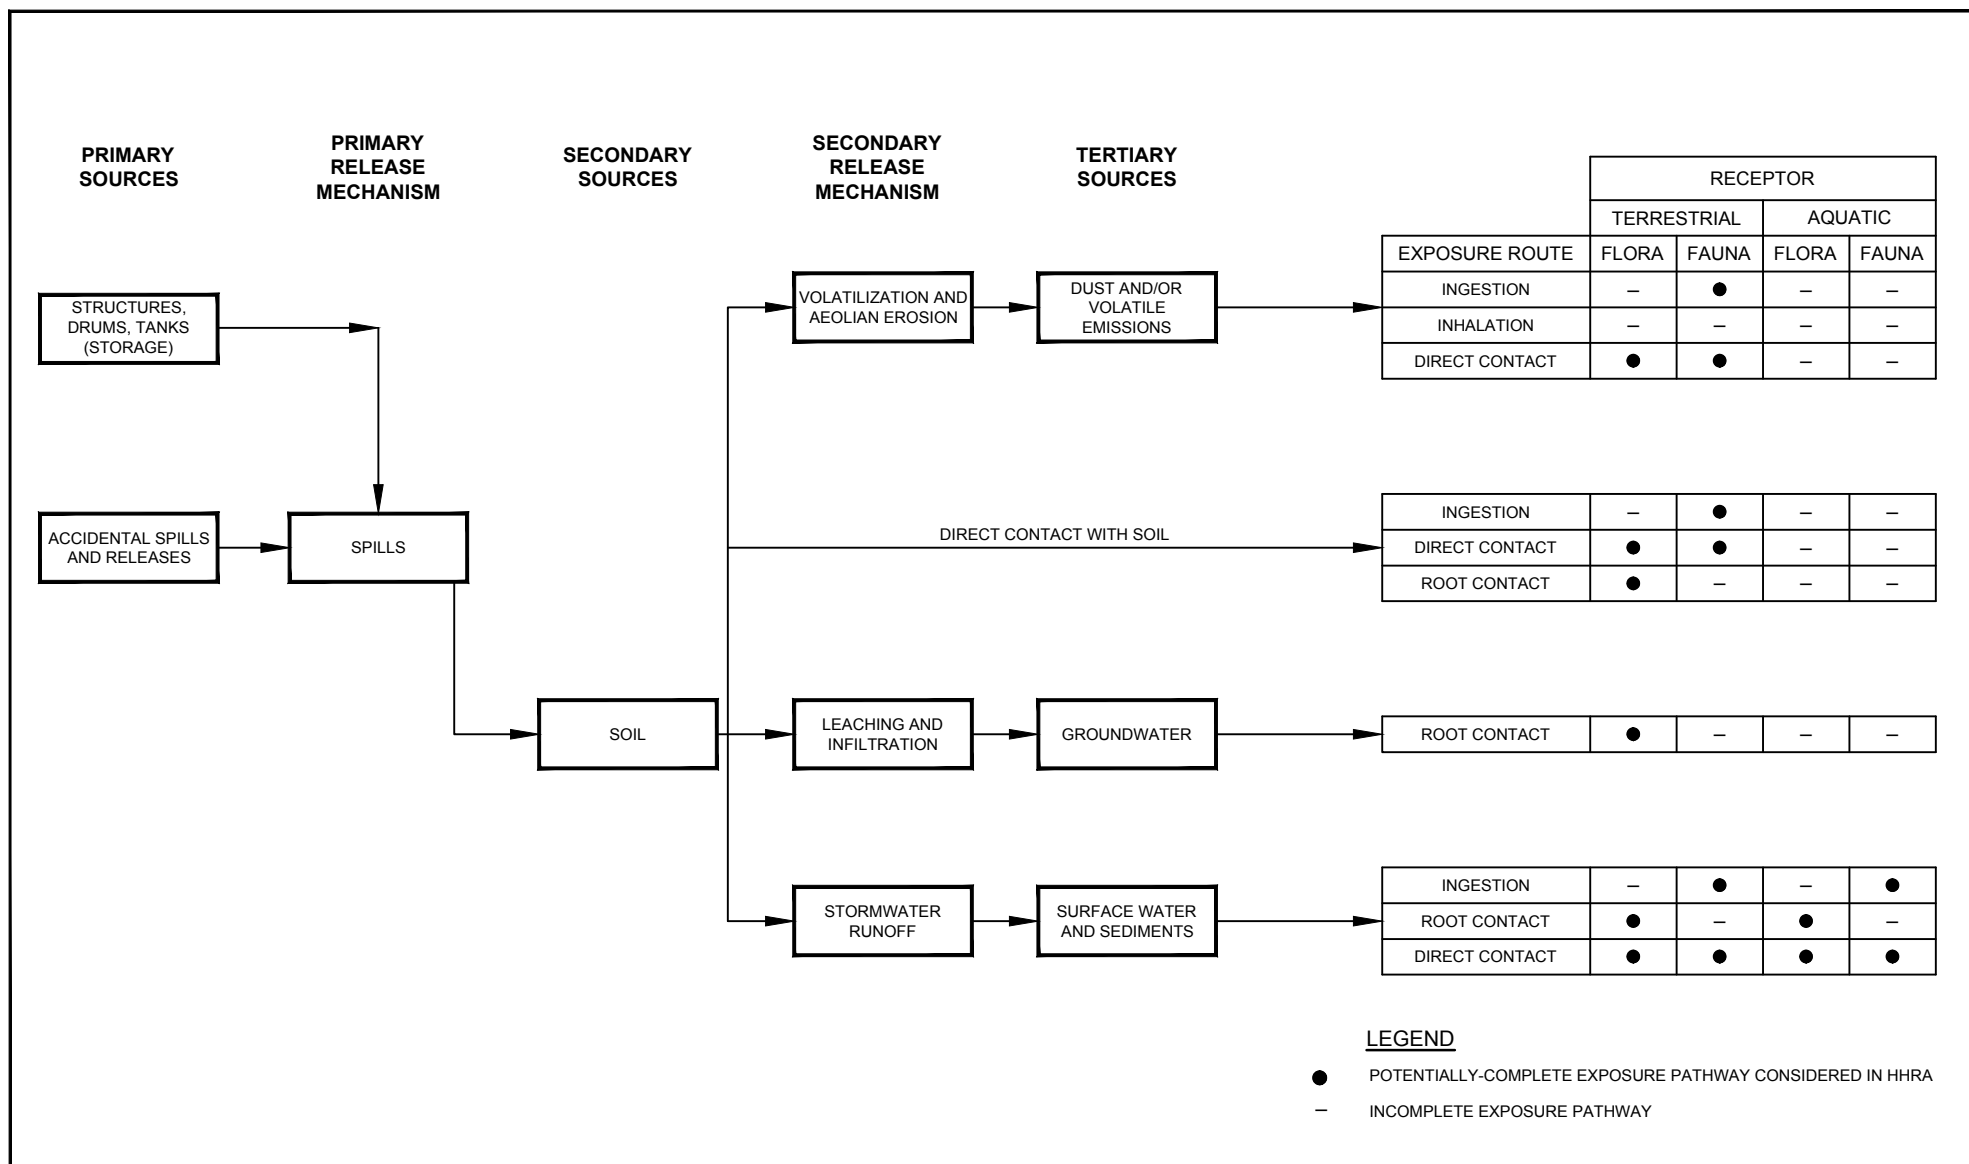 PRIMARY
SOURCES
PRIMARY
RELEASE
MECHANISM
SECONDARY
SOURCES
SECONDARY
RELEASE
MECHANISM
TERTIARY
SOURCES
RECEPTOR
TERRESTRIAL AQUATIC
EXPOSURE ROUTE FLORA FAUNA FLORA FAUNA
INGESTION – ● – –
INHALATION – – – –
DIRECT CONTACT ● ● – –
STRUCTURES,
DRUMS, TANKS
(STORAGE)
VOLATILIZATION AND
AEOLIAN EROSION
DUST AND/OR
VOLATILE
EMISSIONS
ACCIDENTAL SPILLS
AND RELEASES
SPILLS
DIRECT CONTACT WITH SOIL
INGESTION – ● – –
DIRECT CONTACT ● ● – –
ROOT CONTACT ● – – –
SOIL
LEACHING AND
INFILTRATION
GROUNDWATER
ROOT CONTACT ● – – –
STORMWATER
RUNOFF
SURFACE WATER
AND SEDIMENTS
INGESTION – ● – ●
ROOT CONTACT ● – ● –
DIRECT CONTACT ● ● ● ●
LEGEND
● POTENTIALLY-COMPLETE EXPOSURE PATHWAY CONSIDERED IN HHRA
– INCOMPLETE EXPOSURE PATHWAY